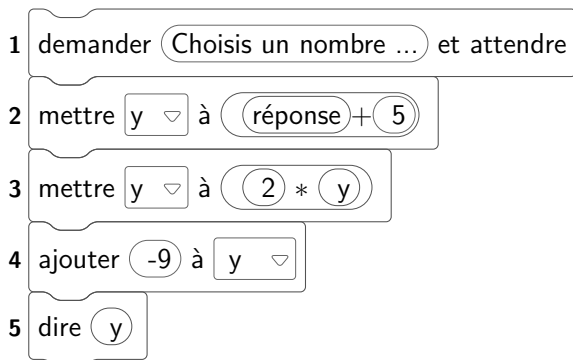 1 demander Choisis un nombre ... et attendre
2 mettre y à réponse + 5
3 mettre y à 2 * y
4 ajouter -9 à y
5 dire y